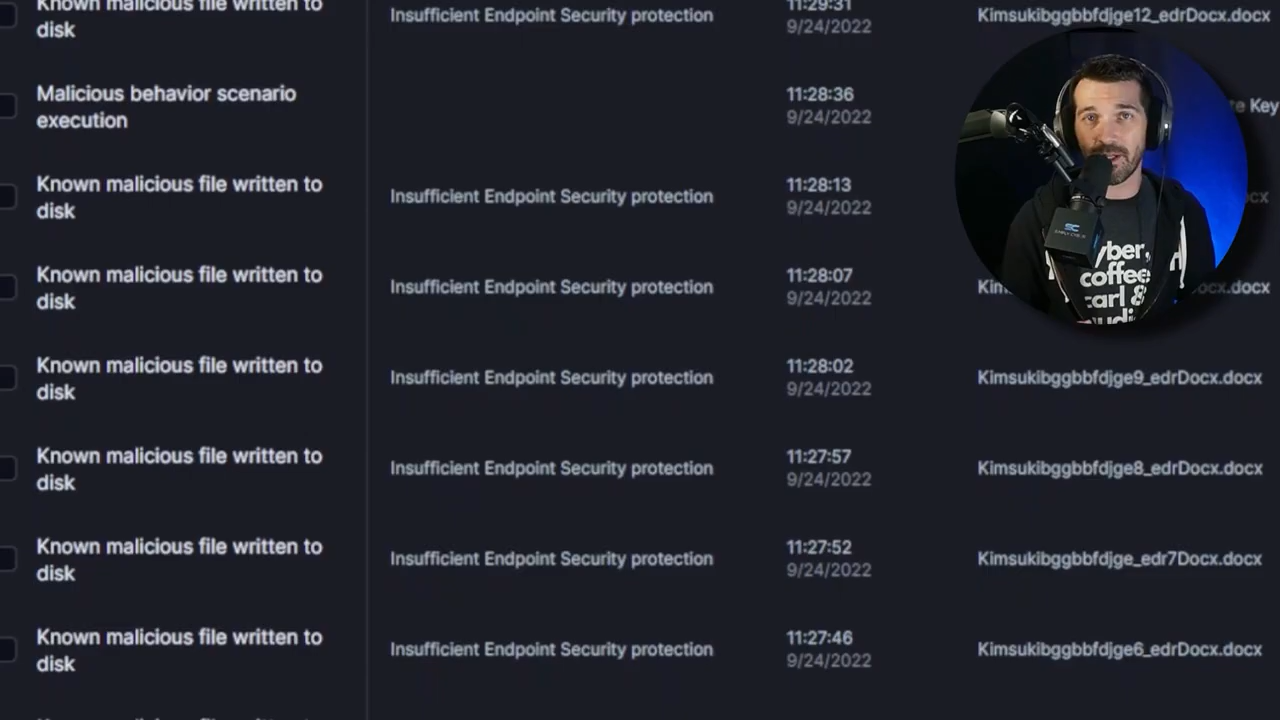 Known malicious file written to
disk
Insufficient Endpoint Security protection
11:29:31
9/24/2022
Kimsukibggbbfdjge12_edrDocx.docx
Malicious behavior scenario
execution
11:28:36
9/24/2022
Key
Known malicious file written to
disk
Insufficient Endpoint Security protection
11:28:13
9/24/2022
Known malicious file written to
disk
Insufficient Endpoint Security protection
11:28:07
9/24/2022
Known malicious file written to
disk
Insufficient Endpoint Security protection
11:28:02
9/24/2022
Kimsukibggbbfdjge9_edrDocx.docx
Known malicious file written to
disk
Insufficient Endpoint Security protection
11:27:57
9/24/2022
Kimsukibggbbfdjge8_edrDocx.docx
Known malicious file written to
disk
Insufficient Endpoint Security protection
11:27:52
9/24/2022
Kimsukibggbbfdjge_edr7Docx.docx
Known malicious file written to
disk
Insufficient Endpoint Security protection
11:27:46
9/24/2022
Kimsukibggbbfdjge6_edrDocx.docx
SC
yber,
coffee,
carl &